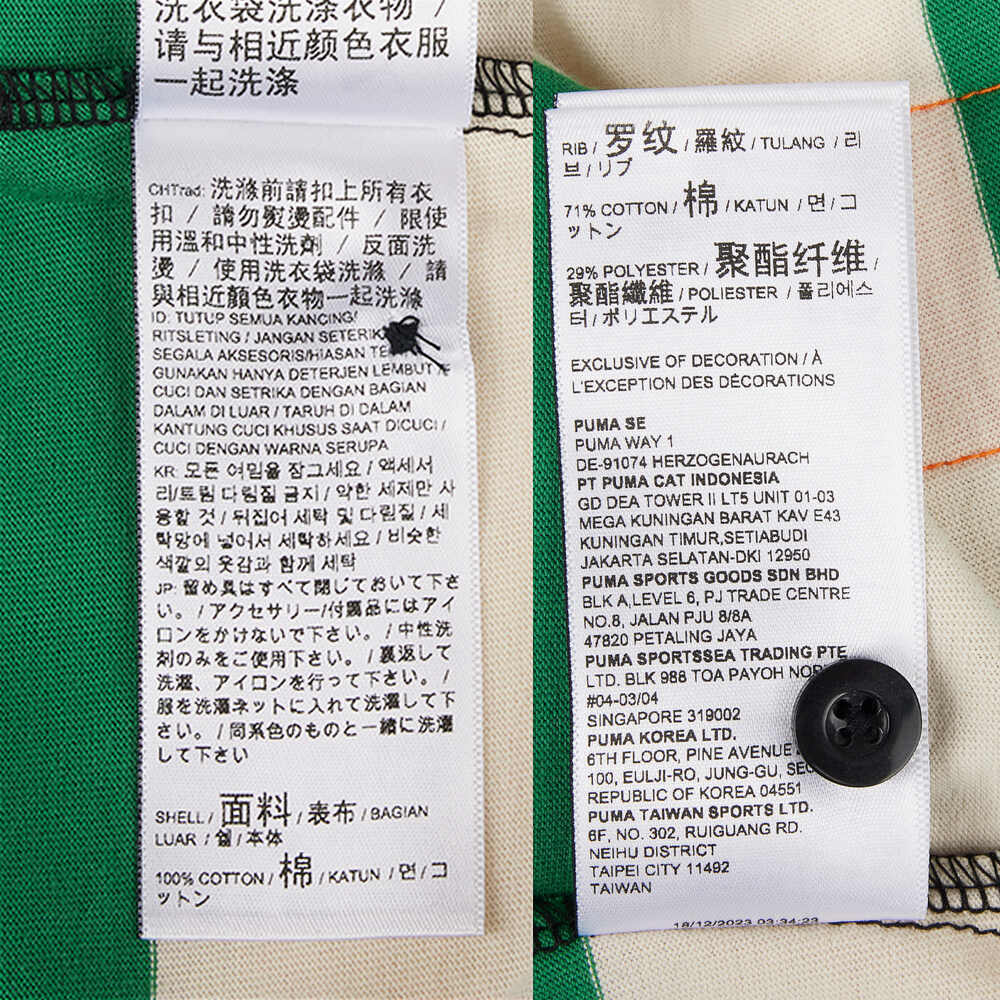 洗衣袋洗涤衣物 /
请与相近颜色衣服
一起洗涤
CHTrad: 洗滌前請扣上所有衣
扣 / 請勿熨燙配件 / 限使
用溫和中性洗劑 / 反面洗
燙 / 使用洗衣袋洗滌 / 請
與相近顏色衣物一起洗滌
ID: TUTUP SEMUA KANCING/
RITSLETING / JANGAN SETERIK
SEGALA AKSESORIS/HIASAN
GUNAKAN HANYA DETERJEN LEMBUT /
CUCI DAN SETRIKA DENGAN BAGIAN
DALAM DI LUAR / TARUH DI DALAM
KANTUNG CUCI KHUSUS SAAT DICUCI /
CUCI DENGAN WARNA SERUPA
KR: 모든 여밈을 잠그세요 / 액세서
리/트림 다림질 금지 / 약한 세제만 사
용할 것 / 뒤집어 세탁 및 다림질 / 세
탁망에 넣어서 세탁하세요 / 비슷한
색깔의 옷감과 함께 세탁
JP: 留め具はすべて閉じておいて下さ
い。 / アクセサリー/付属品にはアイ
ロンをかけないで下さい。 / 中性洗
剤のみをご使用下さい。 / 裏返して
洗濯、アイロンを行って下さい。 /
服を洗濯ネットに入れて洗濯して下
さい。 / 同系色のものと一緒に洗濯
して下さい
SHELL / 面料 / 表布 / BAGIAN
LUAR / 쉘 / 本体
100% COTTON / 棉 / KATUN / 면 / コ
ットン
RIB / 罗纹 / 羅紋 / TULANG / 리
브 / リブ
71% COTTON / 棉 / KATUN / 면 / コ
ットン
29% POLYESTER / 聚酯纤维 /
聚酯纖維 / POLIESTER / 폴리에스
터 / ポリエステル
EXCLUSIVE OF DECORATION / À
L'EXCEPTION DES DÉCORATIONS
PUMA SE
PUMA WAY 1
DE-91074 HERZOGENAURACH
PT PUMA CAT INDONESIA
GD DEA TOWER II LT5 UNIT 01-03
MEGA KUNINGAN BARAT KAV E43
KUNINGAN TIMUR,SETIABUDI
JAKARTA SELATAN-DKI 12950
PUMA SPORTS GOODS SDN BHD
BLK A,LEVEL 6, PJ TRADE CENTRE
NO.8, JALAN PJU 8/8A
47820 PETALING JAYA
PUMA SPORTSSEA TRADING PTE
LTD. BLK 988 TOA PAYOH
#04-03/04
SINGAPORE 319002
PUMA KOREA LTD.
6TH FLOOR, PINE AVENUE
100, EULJI-RO, JUNG-GU,
REPUBLIC OF KOREA 04551
PUMA TAIWAN SPORTS LTD.
6F, NO. 302, RUIGUANG RD.
NEIHU DISTRICT
TAIPEI CITY 11492
TAIWAN
18/12/2023 03:34:23